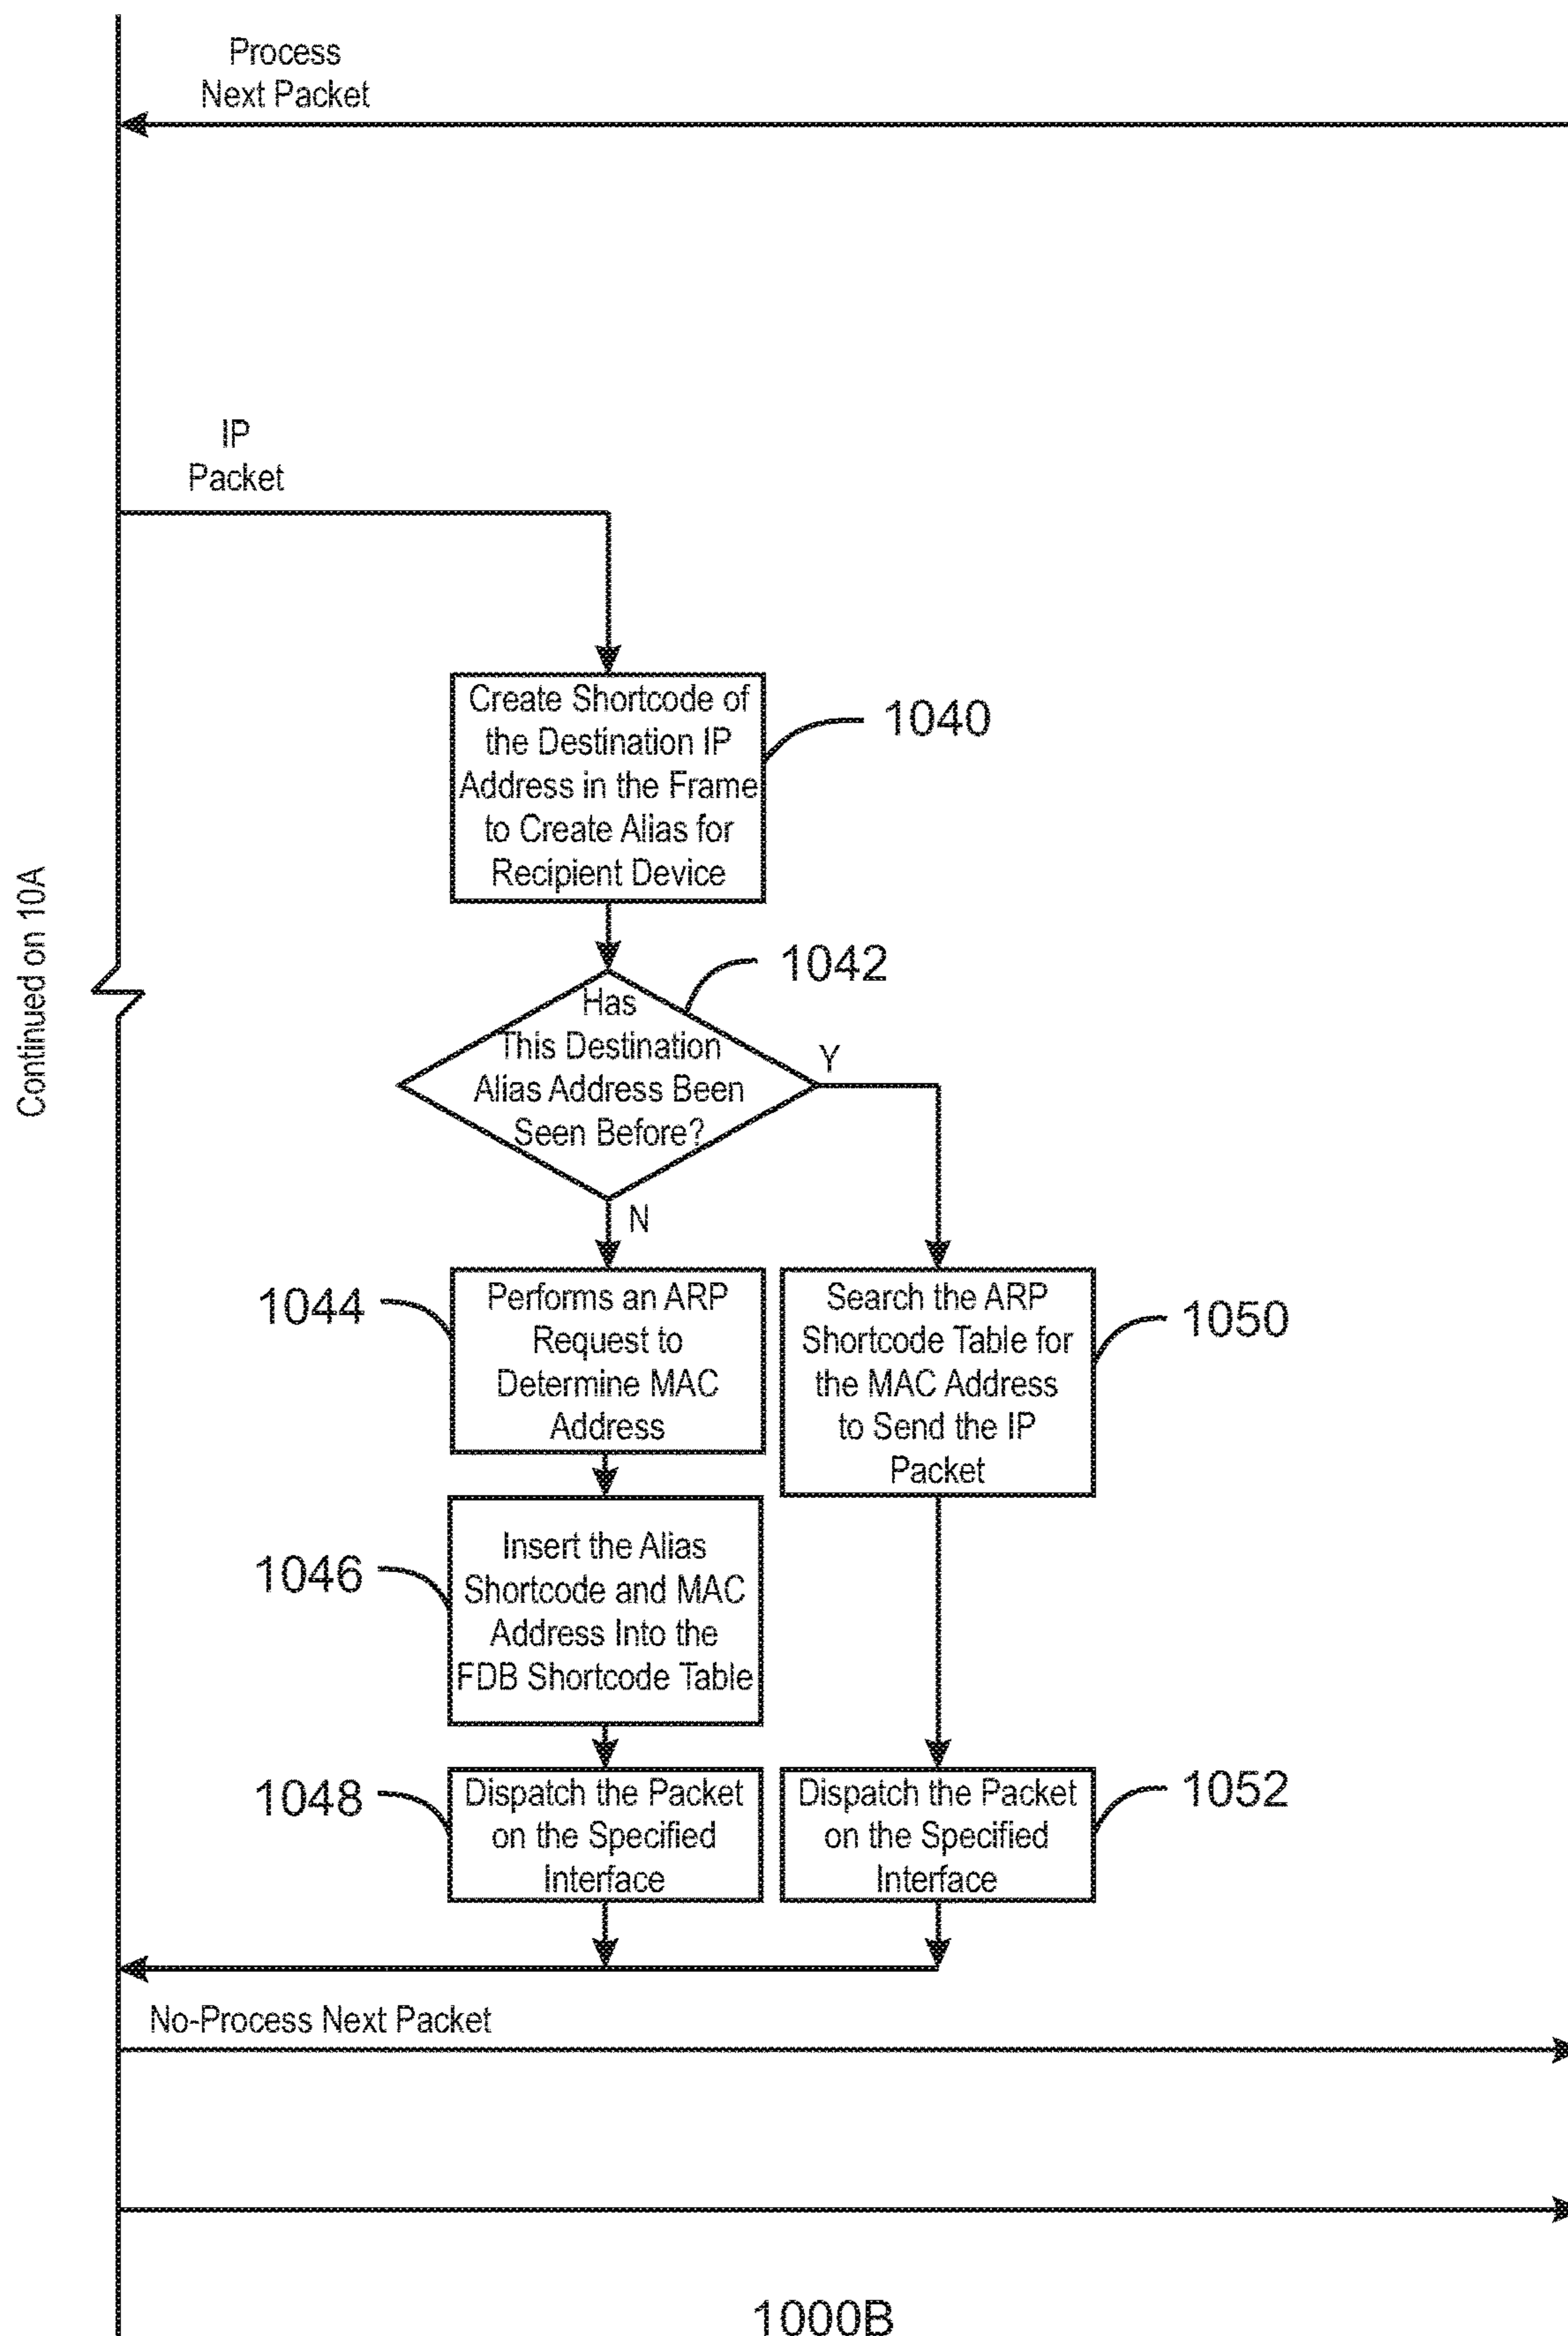 Process
Next Packet
IP
Packet
Create Shortcode of
the Destination IP
Address in the Frame
to Create Alias for
Recipient Device
1040
Continued on 10A
1042
Has
This Destination
Alias Address Been
Seen Before?
Y
N
1044
Performs an ARP
Request to
Determine MAC
Address
Search the ARP
Shortcode Table for
the MAC Address
to Send the IP
Packet
1050
1046
Insert the Alias
Shortcode and MAC
Address Into the
FDB Shortcode Table
1048
Dispatch the Packet
on the Specified
Interface
Dispatch the Packet
on the Specified
Interface
1052
No-Process Next Packet
1000B